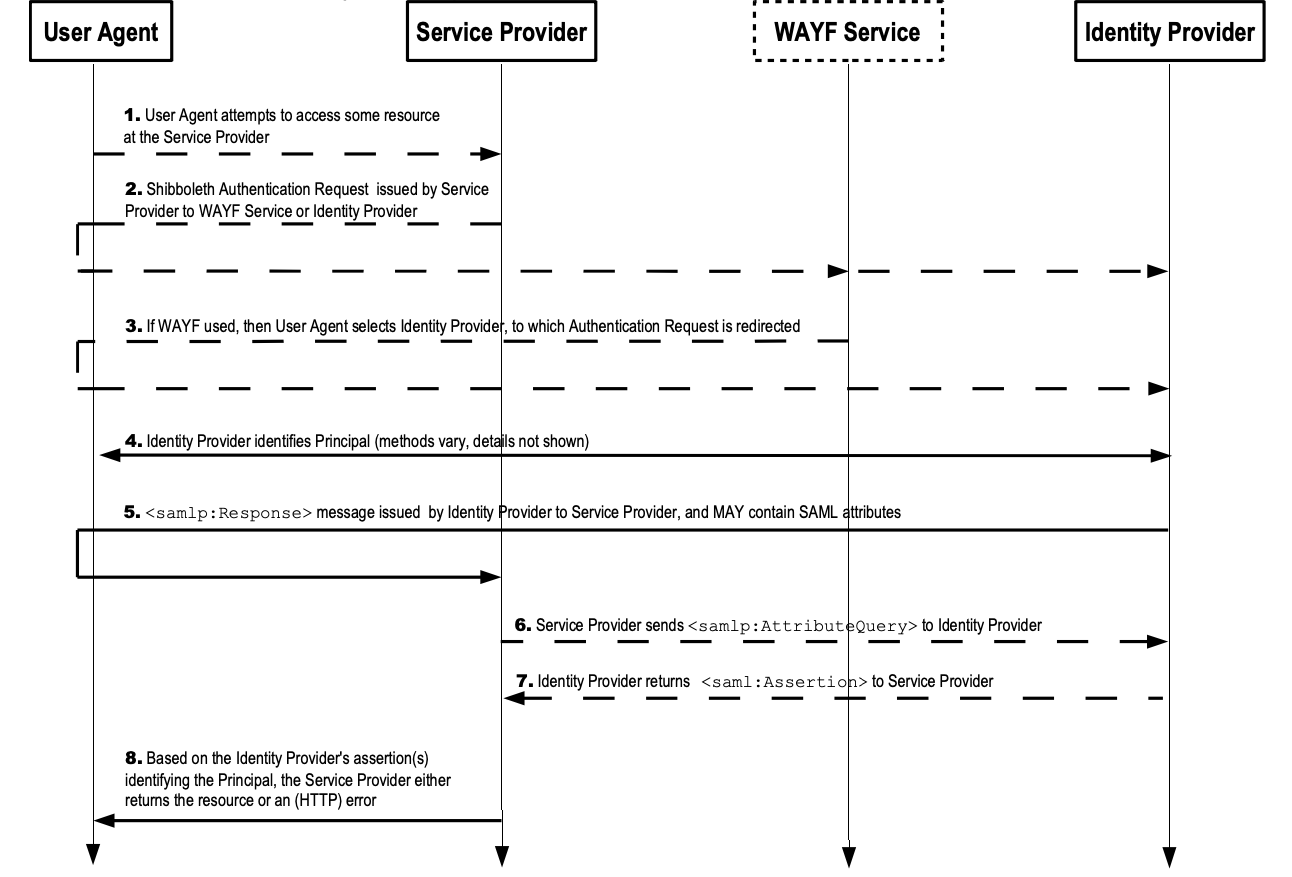 User Agent
Service Provider
WAYF Service
Identity Provider
1. User Agent attempts to access some resource
at the Service Provider
2. Shibboleth Authentication Request issued by Service
Provider to WAYF Service or Identity Provider
3. If WAYF used, then User Agent selects Identity Provider, to which Authentication Request is redirected
4. Identity Provider identifies Principal (methods vary, details not shown)
5. <samlp:Response> message issued by Identity Provider to Service Provider, and MAY contain SAML attributes
6. Service Provider sends <samlp:AttributeQuery> to Identity Provider
7. Identity Provider returns <saml:Assertion> to Service Provider
8. Based on the Identity Provider's assertion(s)
identifying the Principal, the Service Provider either
returns the resource or an (HTTP) error